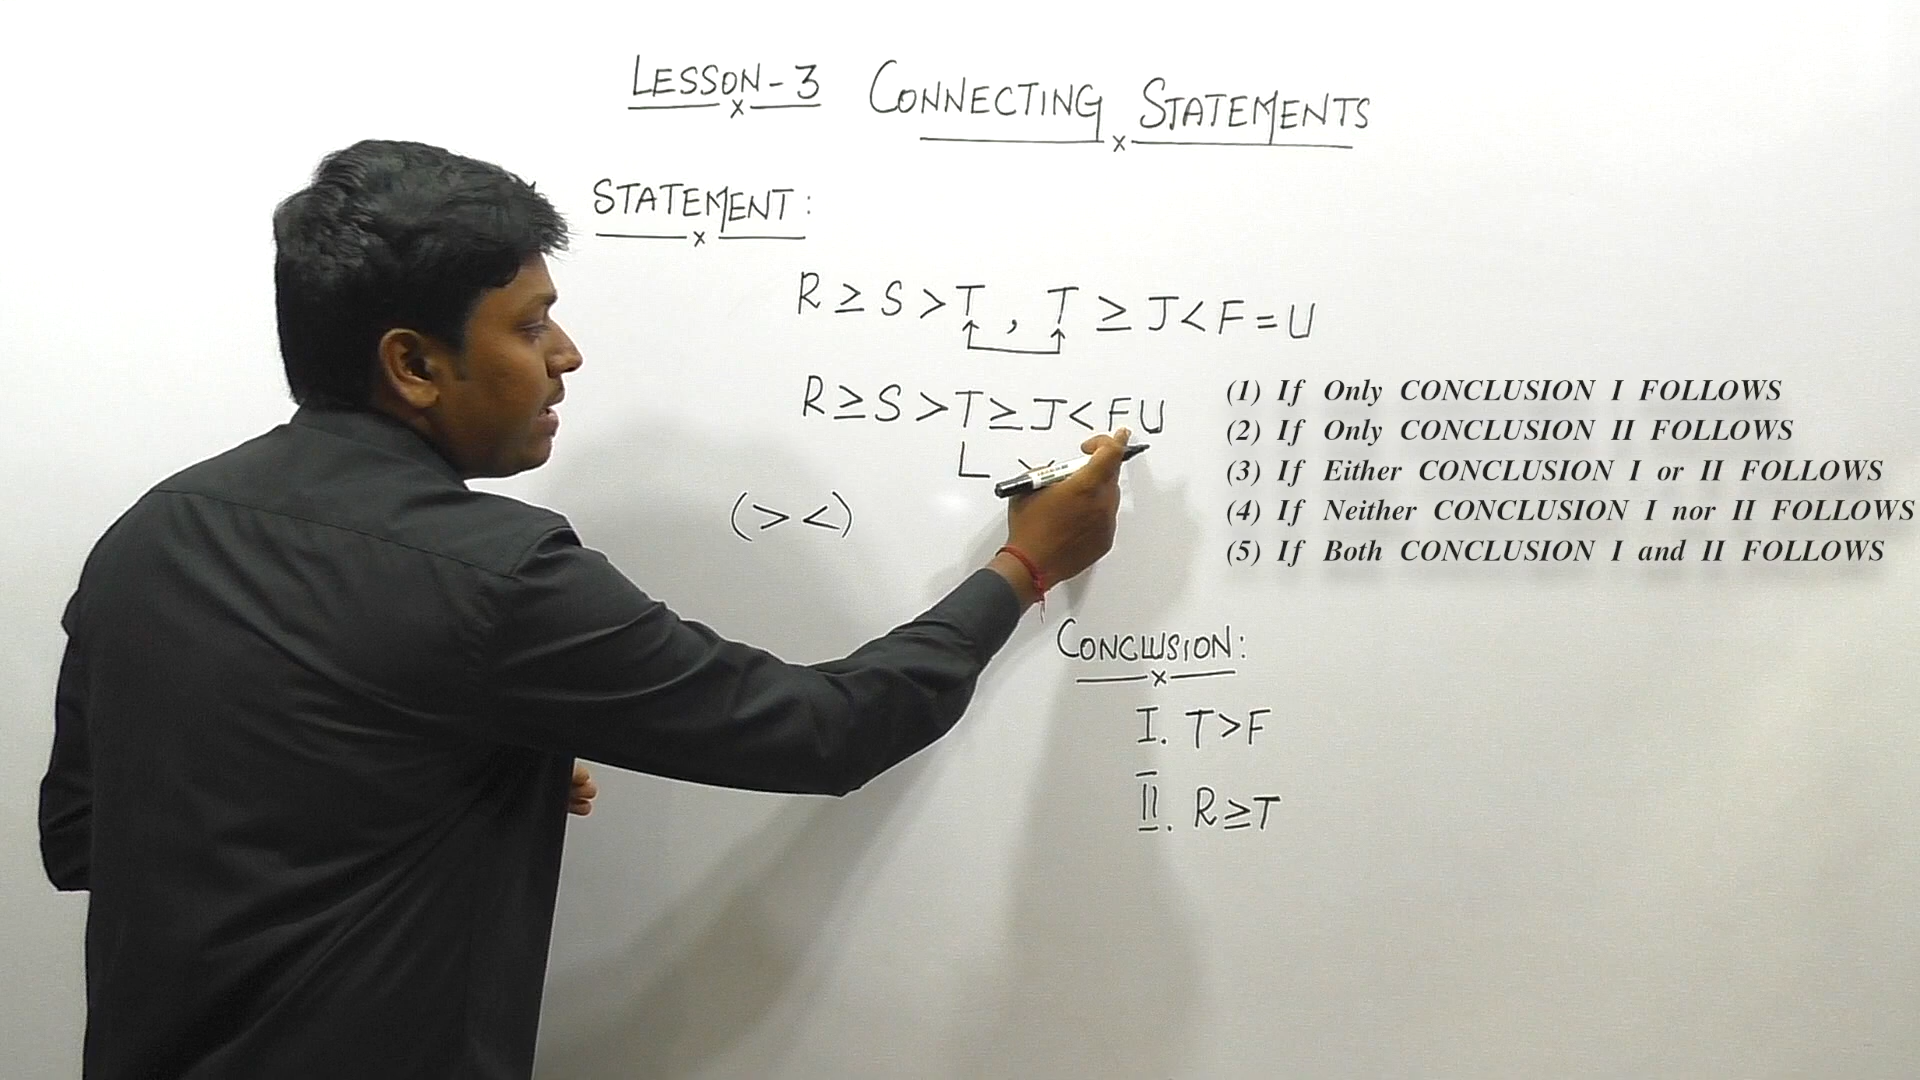 LESSON-3 CONNECTING STATEMENTS
STATEMENT:
R ≥ S > T , T ≥ J < F = U
R ≥ S > T ≥ J < F U
(> <)
(1) If Only CONCLUSION I FOLLOWS
(2) If Only CONCLUSION II FOLLOWS
(3) If Either CONCLUSION I or II FOLLOWS
(4) If Neither CONCLUSION I nor II FOLLOWS
(5) If Both CONCLUSION I and II FOLLOWS
CONCLUSION:
I. T > F
II. R ≥ T